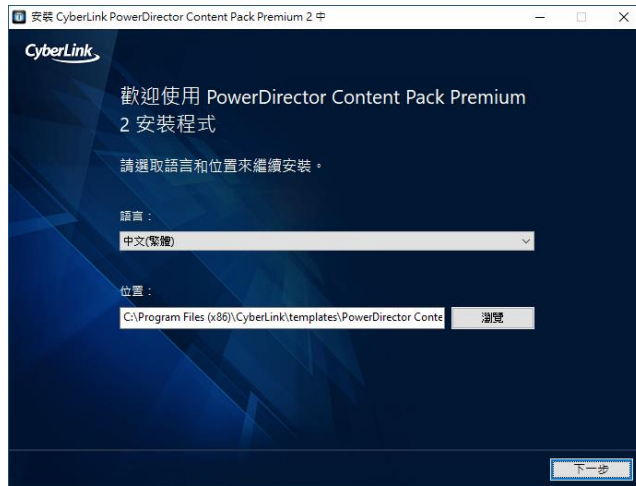 安裝 CyberLink PowerDirector Content Pack Premium 2 中
CyberLink
歡迎使用 PowerDirector Content Pack Premium
2 安裝程式
請選取語言和位置來繼續安裝。
語言：
中文(繁體)
位置：
C:\Program Files (x86)\CyberLink\templates\PowerDirector Conte
瀏覽
下一步